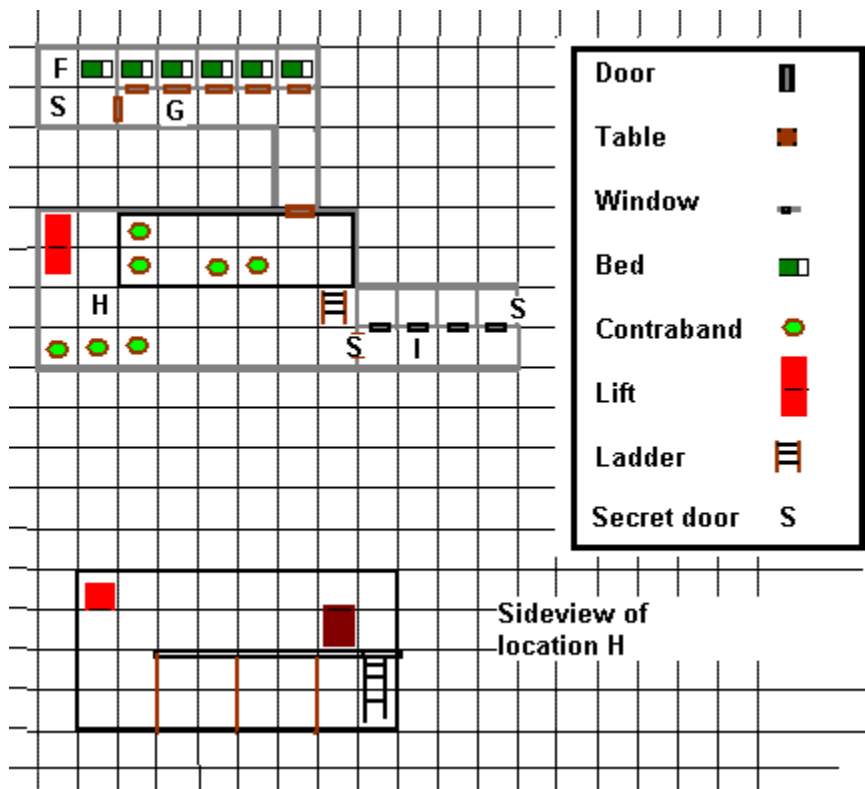 F
S
G
H
S
S
I
Door
Table
Window
Bed
Contraband
Lift
Ladder
Secret door S
Sideview of
location H